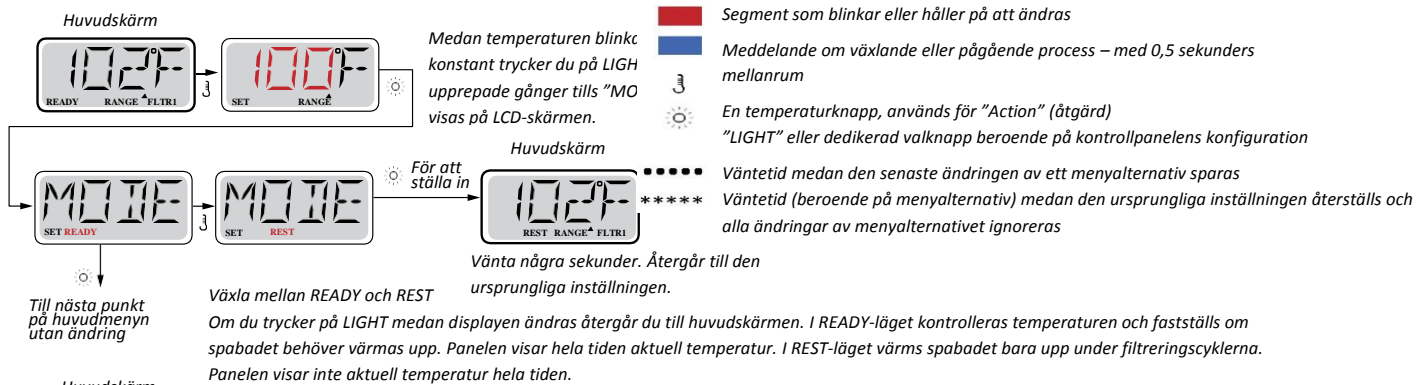 Huvudskärm
102°F
READY RANGE FLTR1
100°F
SET RANGE
Medan temperaturen
konstant trycker du på LIGH
upprepade gånger tills "MO
visas på LCD-skärmen.
Segment som blinkar eller håller på att ändras
Meddelande om växlande eller pågående process – med 0,5 sekunders
mellanrum
En temperaturknapp, används för "Action" (åtgärd)
"LIGHT" eller dedikerad valknapp beroende på kontrollpanelens konfiguration
Väntetid medan den senaste ändringen av ett menyalternativ sparas
***** Väntetid (beroende på menyalternativ) medan den ursprungliga inställningen återställs och
alla ändringar av menyalternativet ignoreras
MODE
SET READY
MODE
SET REST
För att
ställa in
Huvudskärm
102°F
REST RANGE FLTR1
Vänta några sekunder. Återgår till den
ursprungliga inställningen.
Till nästa punkt
på huvudmenyn
utan ändring
Växla mellan READY och REST
Om du trycker på LIGHT medan displayen ändras återgår du till huvudskärmen. I READY-läget kontrolleras temperaturen och fastställs om
spabadet behöver värmas upp. Panelen visar hela tiden aktuell temperatur. I REST-läget värms spabadet bara upp under filtreringscyklerna.
Panelen visar inte aktuell temperatur hela tiden.